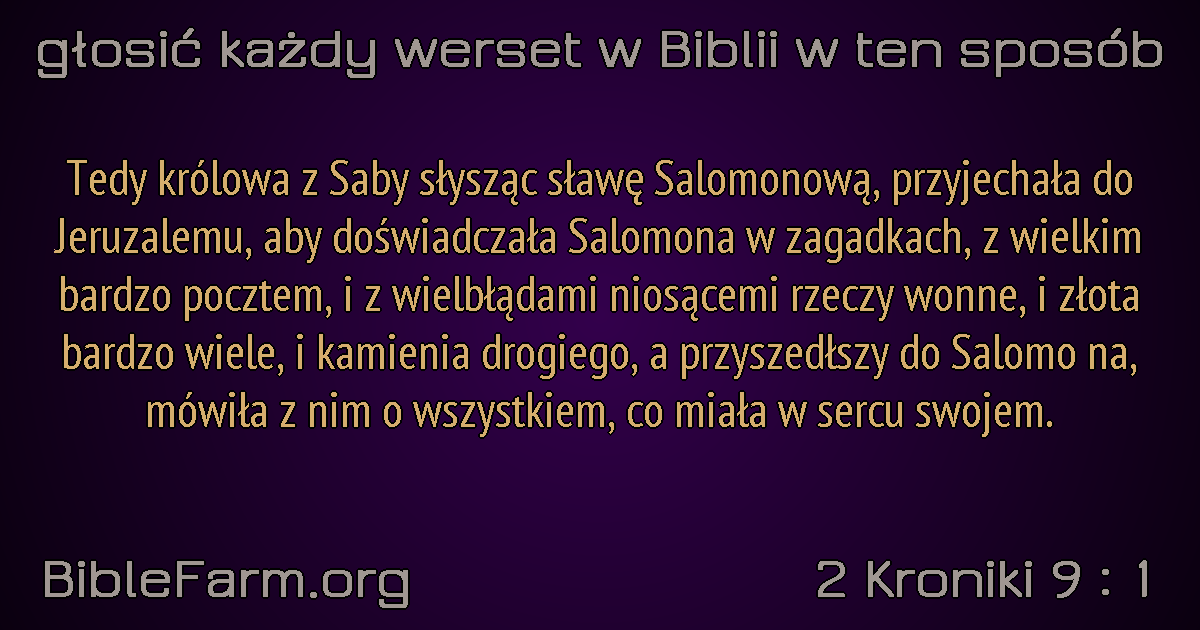 głosić każdy werset w Biblii w ten sposób
Tedy królowa z Saby słysząc sławę Salomonową, przyjechała do
Jeruzalemu, aby doświadczała Salomona w zagadkach, z wielkim
bardzo pocztem, i z wielbłądami niosącemi rzeczy wonne, i złota
bardzo wiele, i kamienia drogiego, a przyszedłszy do Salomo na,
mówiła z nim o wszystkiem, co miała w sercu swojem.
BibleFarm.org
2 Kroniki 9 : 1